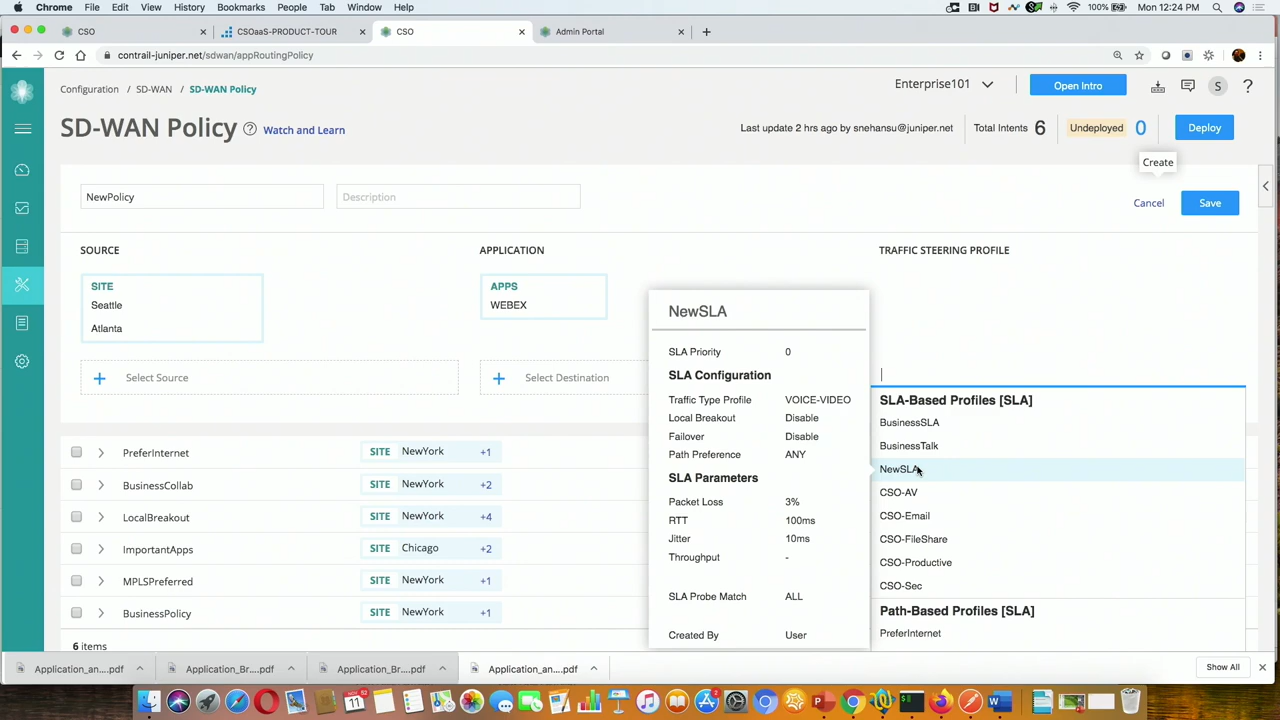 Chrome File Edit View History Bookmarks People Tab Window Help
100% Mon 12:24 PM
CSO
CSOaaS-PRODUCT-TOUR
CSO
Admin Portal
contrail-juniper.net/sdwan/appRoutingPolicy
Configuration / SD-WAN / SD-WAN Policy
Enterprise101
Open Intro
S
?
SD-WAN Policy ? Watch and Learn
Last update 2 hrs ago by snehansu@juniper.net
Total Intents 6
Undeployed 0
Deploy
Create
NewPolicy
Description
Cancel
Save
SOURCE
APPLICATION
TRAFFIC STEERING PROFILE
SITE
Seattle
Atlanta
APPS
WEBEX
+ Select Source
+ Select Destination
NewSLA
SLA Priority 0
SLA Configuration
Traffic Type Profile VOICE-VIDEO
Local Breakout Disable
Failover Disable
Path Preference ANY
SLA Parameters
Packet Loss 3%
RTT 100ms
Jitter 10ms
Throughput -
SLA Probe Match ALL
Created By User
SLA-Based Profiles [SLA]
BusinessSLA
BusinessTalk
NewSLA
CSO-AV
CSO-Email
CSO-FileShare
CSO-Productive
CSO-Sec
Path-Based Profiles [SLA]
PreferInternet
PreferInternet SITE NewYork +1
BusinessCollab SITE NewYork +2
LocalBreakout SITE NewYork +4
ImportantApps SITE Chicago +2
MPLSPreferred SITE NewYork +1
BusinessPolicy SITE NewYork +1
6 items
Application_an....pdf
Application_Br....pdf
Application_Br....pdf
Application_an....pdf
Show All